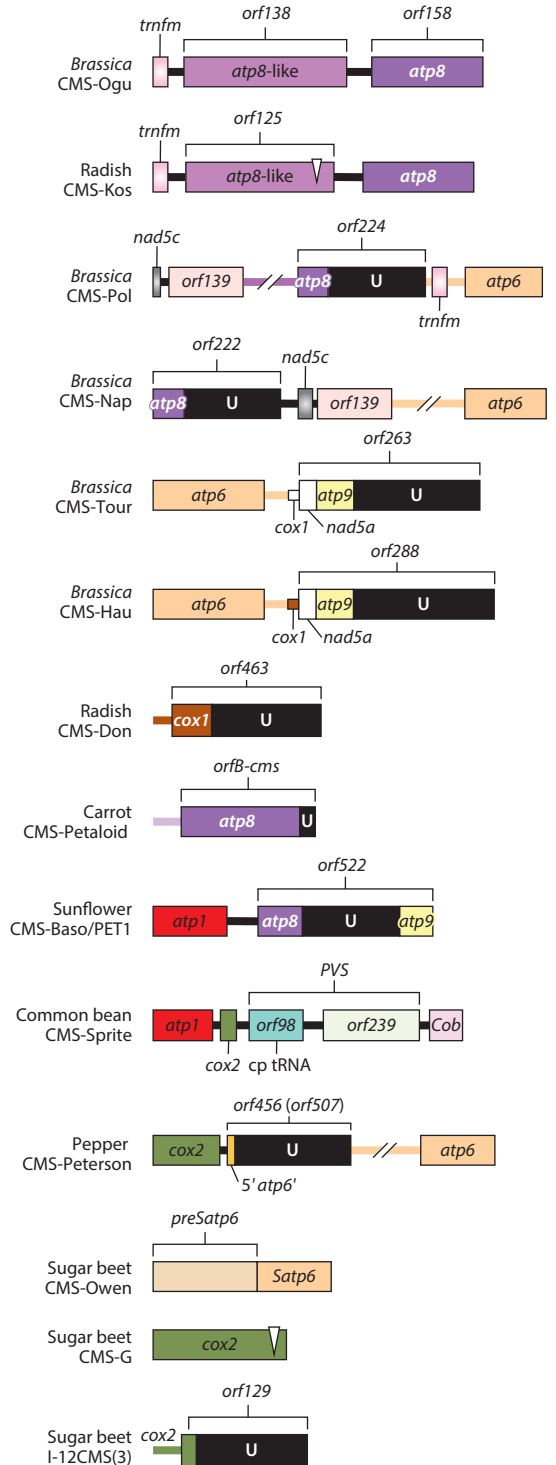 orf138 orf158
trnfm
Brassica
CMS-Ogu
atp8-like atp8
orf125
trnfm
Radish
CMS-Kos
atp8-like atp8
orf224
nad5c
Brassica
CMS-Pol
orf139 atp8 U atp6
trnfm
orf222
nad5c
Brassica
CMS-Nap
atp8 U orf139 atp6
orf263
Brassica
CMS-Tour
atp6 atp9 U
cox1 nad5a
orf288
Brassica
CMS-Hau
atp6 atp9 U
cox1 nad5a
orf463
Radish
CMS-Don
cox1 U
orfB-cms
Carrot
CMS-Petaloid
atp8 U
orf522
Sunflower
CMS-Baso/PET1
atp1 atp8 U atp9
PVS
Common bean
CMS-Sprite
atp1 orf98 orf239 Cob
cox2 cp tRNA
orf456 (orf507)
Pepper
CMS-Peterson
cox2 U atp6
5' atp6'
preSatp6
Sugar beet
CMS-Owen
Satp6
Sugar beet
CMS-G
cox2
orf129
cox2
Sugar beet
I-12CMS(3)
U